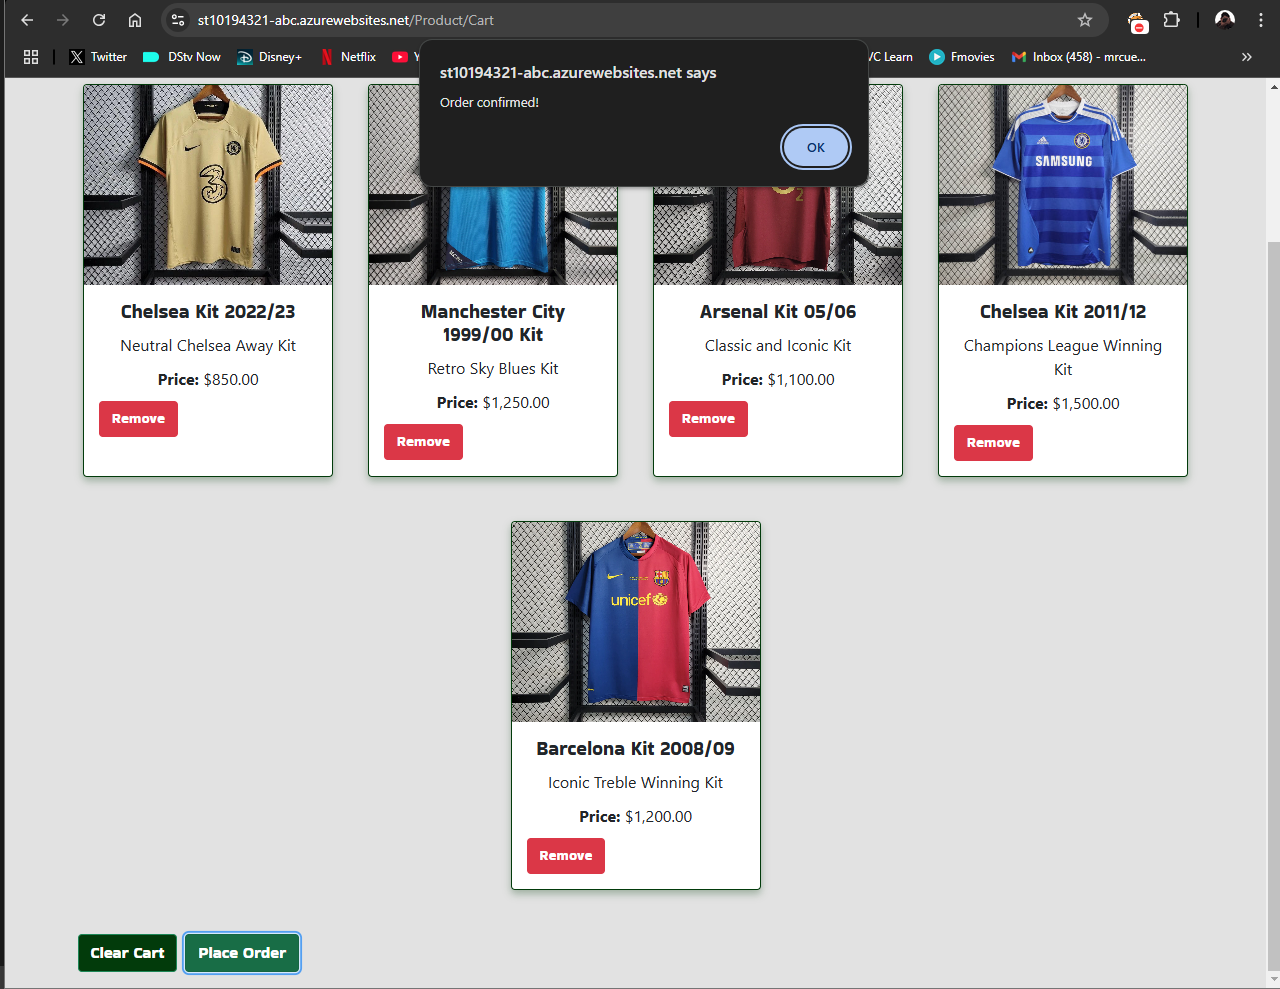 st10194321-abc.azurewebsites.net/Product/Cart
Twitter
DStv Now
Disney+
Netflix
Y
VC Learn
Fmovies
Inbox (458) - mrcue...
»
st10194321-abc.azurewebsites.net says
Order confirmed!
OK
3
2
adidas
SAMSUNG
Chelsea Kit 2022/23
Neutral Chelsea Away Kit
Price: $850.00
Remove
Manchester City
1999/00 Kit
Retro Sky Blues Kit
Price: $1,250.00
Remove
Arsenal Kit 05/06
Classic and Iconic Kit
Price: $1,100.00
Remove
Chelsea Kit 2011/12
Champions League Winning
Kit
Price: $1,500.00
Remove
unicef
Barcelona Kit 2008/09
Iconic Treble Winning Kit
Price: $1,200.00
Remove
Clear Cart
Place Order